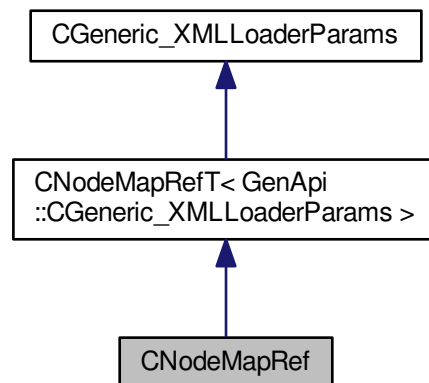 CGeneric_XMLLoaderParams
CNodeMapRefT< GenApi
::CGeneric_XMLLoaderParams >
CNodeMapRef